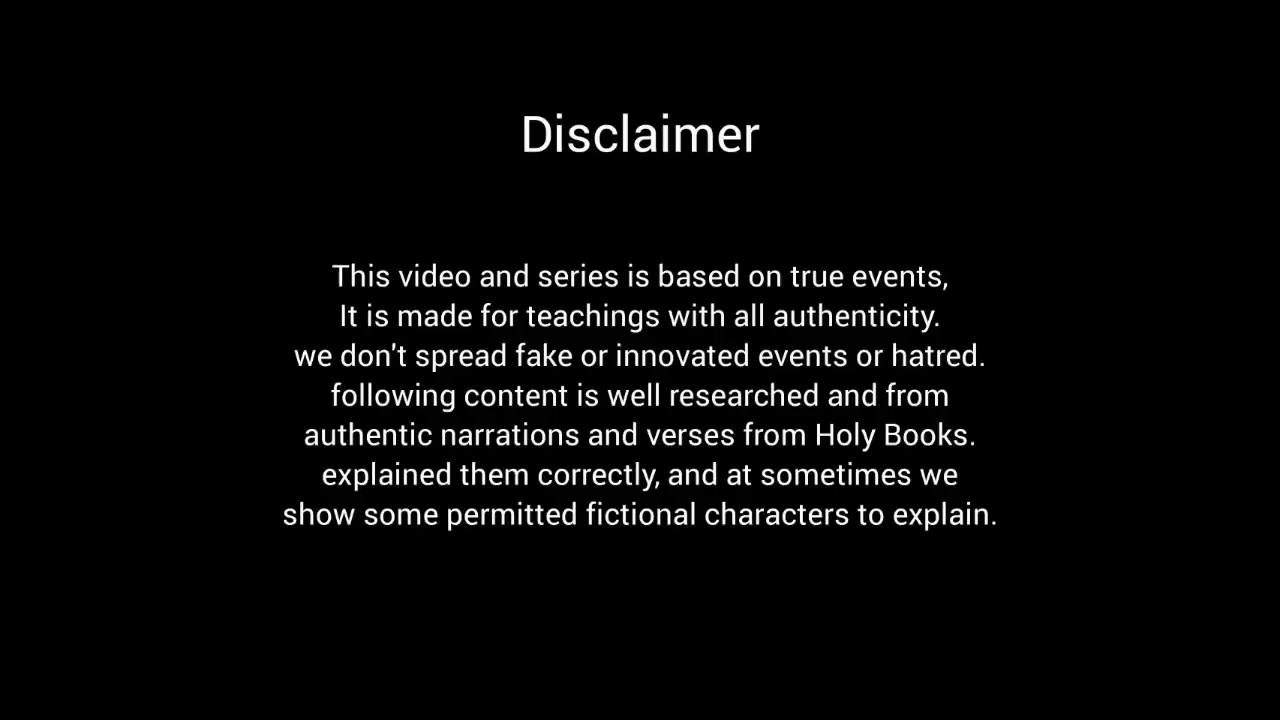 Disclaimer
This video and series is based on true events,
It is made for teachings with all authenticity.
we don't spread fake or innovated events or hatred.
following content is well researched and from
authentic narrations and verses from Holy Books.
explained them correctly, and at sometimes we
show some permitted fictional characters to explain.